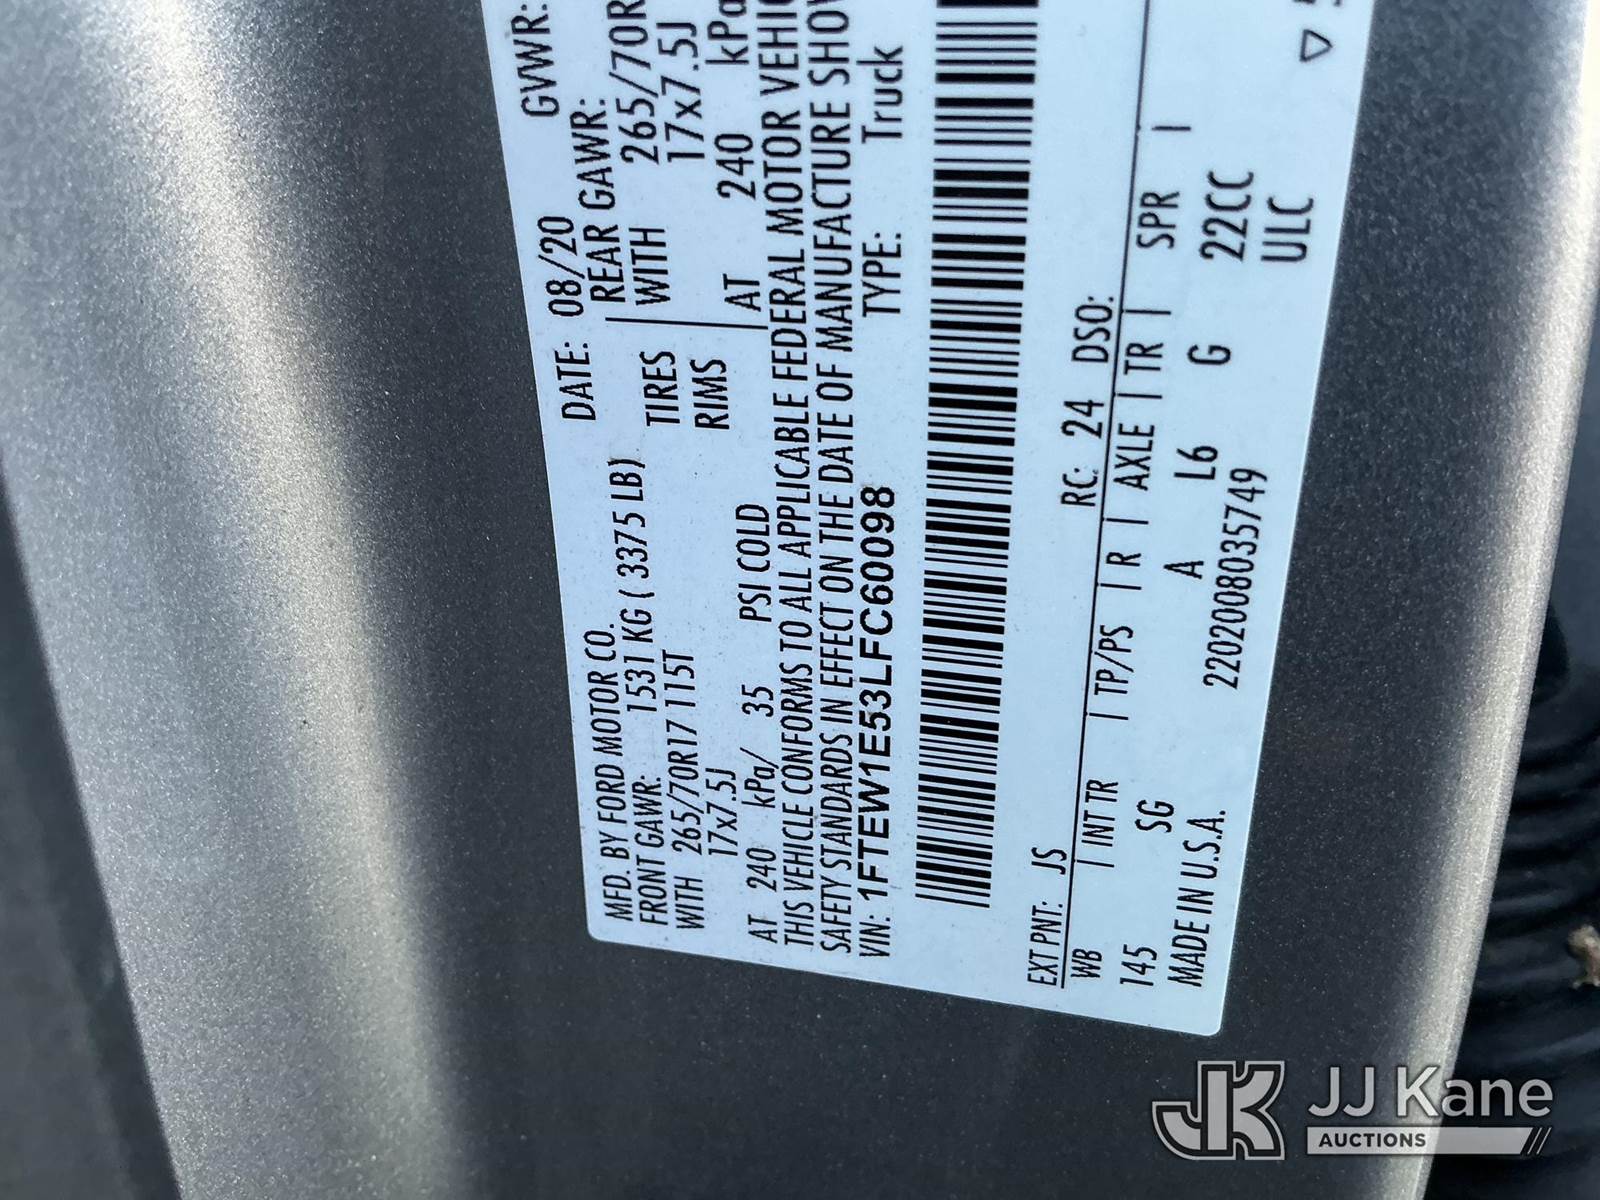 MFD. BY FORD MOTOR CO.
DATE: 08/20 GVWR:
FRONT GAWR: 1531 KG ( 3375 LB)
REAR GAWR:
WITH 265/70R17 115T TIRES WITH 265/70R
17x7.5J RIMS 17x7.5J
AT 240 kPa/ 35 PSI COLD AT 240 kPa
THIS VEHICLE CONFORMS TO ALL APPLICABLE FEDERAL MOTOR VEHIC
SAFETY STANDARDS IN EFFECT ON THE DATE OF MANUFACTURE SHOW
VIN: 1FTEW1E53LFC60098 TYPE: Truck
EXT PNT: JS RC: 24 DSO:
WB | INT TR | TP/PS | R | AXLE | TR | SPR |
145 SG A L6 G 22CC
MADE IN U.S.A. 2202008035749 ULC
JK JJ Kane
AUCTIONS